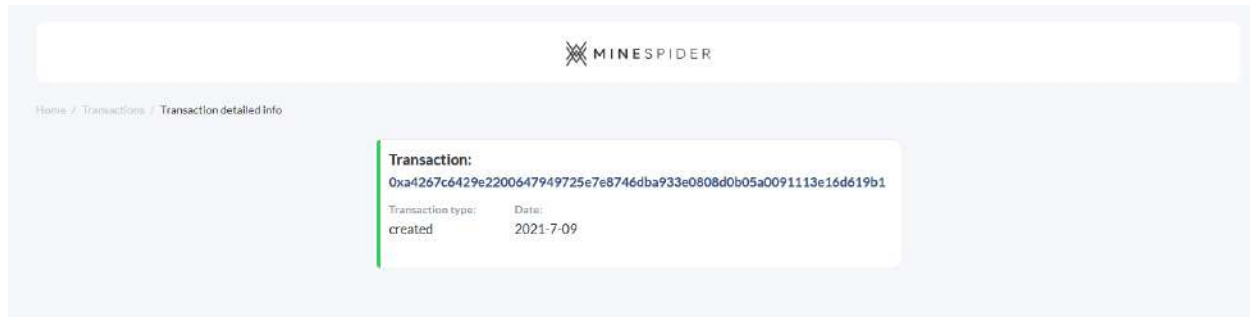 MINESPIDER
Home / Transactions / Transaction detailed info
Transaction:
0xa4267c6429e2200647949725e7e8746dba933e0808d0b05a0091113e16d619b1
Transaction type: Date:
created 2021-7-09